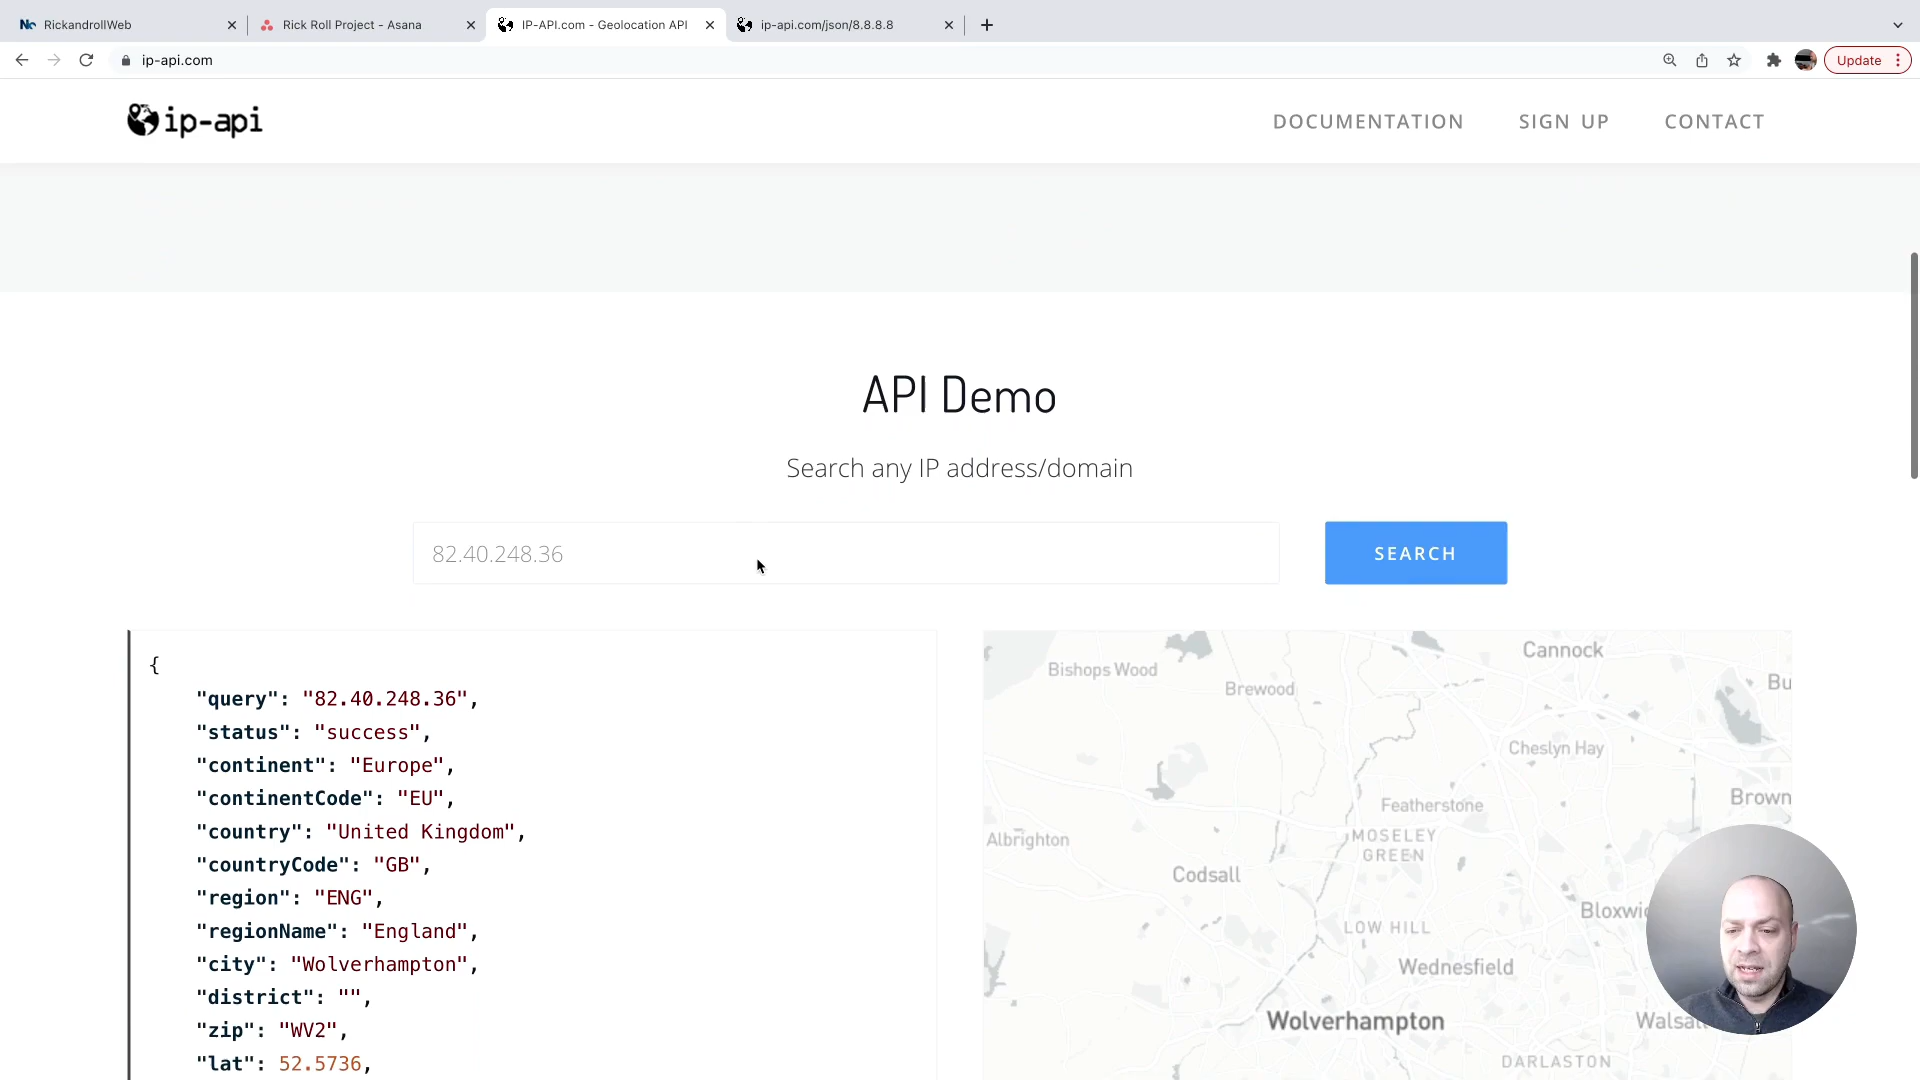 RickandrollWeb
Rick Roll Project - Asana
IP-API.com - Geolocation API
ip-api.com/json/8.8.8.8
ip-api.com
Update
ip-api
DOCUMENTATION
SIGN UP
CONTACT
API Demo
Search any IP address/domain
82.40.248.36
SEARCH
{
"query": "82.40.248.36",
"status": "success",
"continent": "Europe",
"continentCode": "EU",
"country": "United Kingdom",
"countryCode": "GB",
"region": "ENG",
"regionName": "England",
"city": "Wolverhampton",
"district": "",
"zip": "WV2",
"lat": 52.5736,
Cannock
Bishops Wood
Brewood
Bu
Cheslyn Hay
Brown
Featherstone
Albrighton
MOSELEY
GREEN
Codsall
Bloxwi
LOW HILL
Wednesfield
Wolverhampton
Walsa
DARLASTON